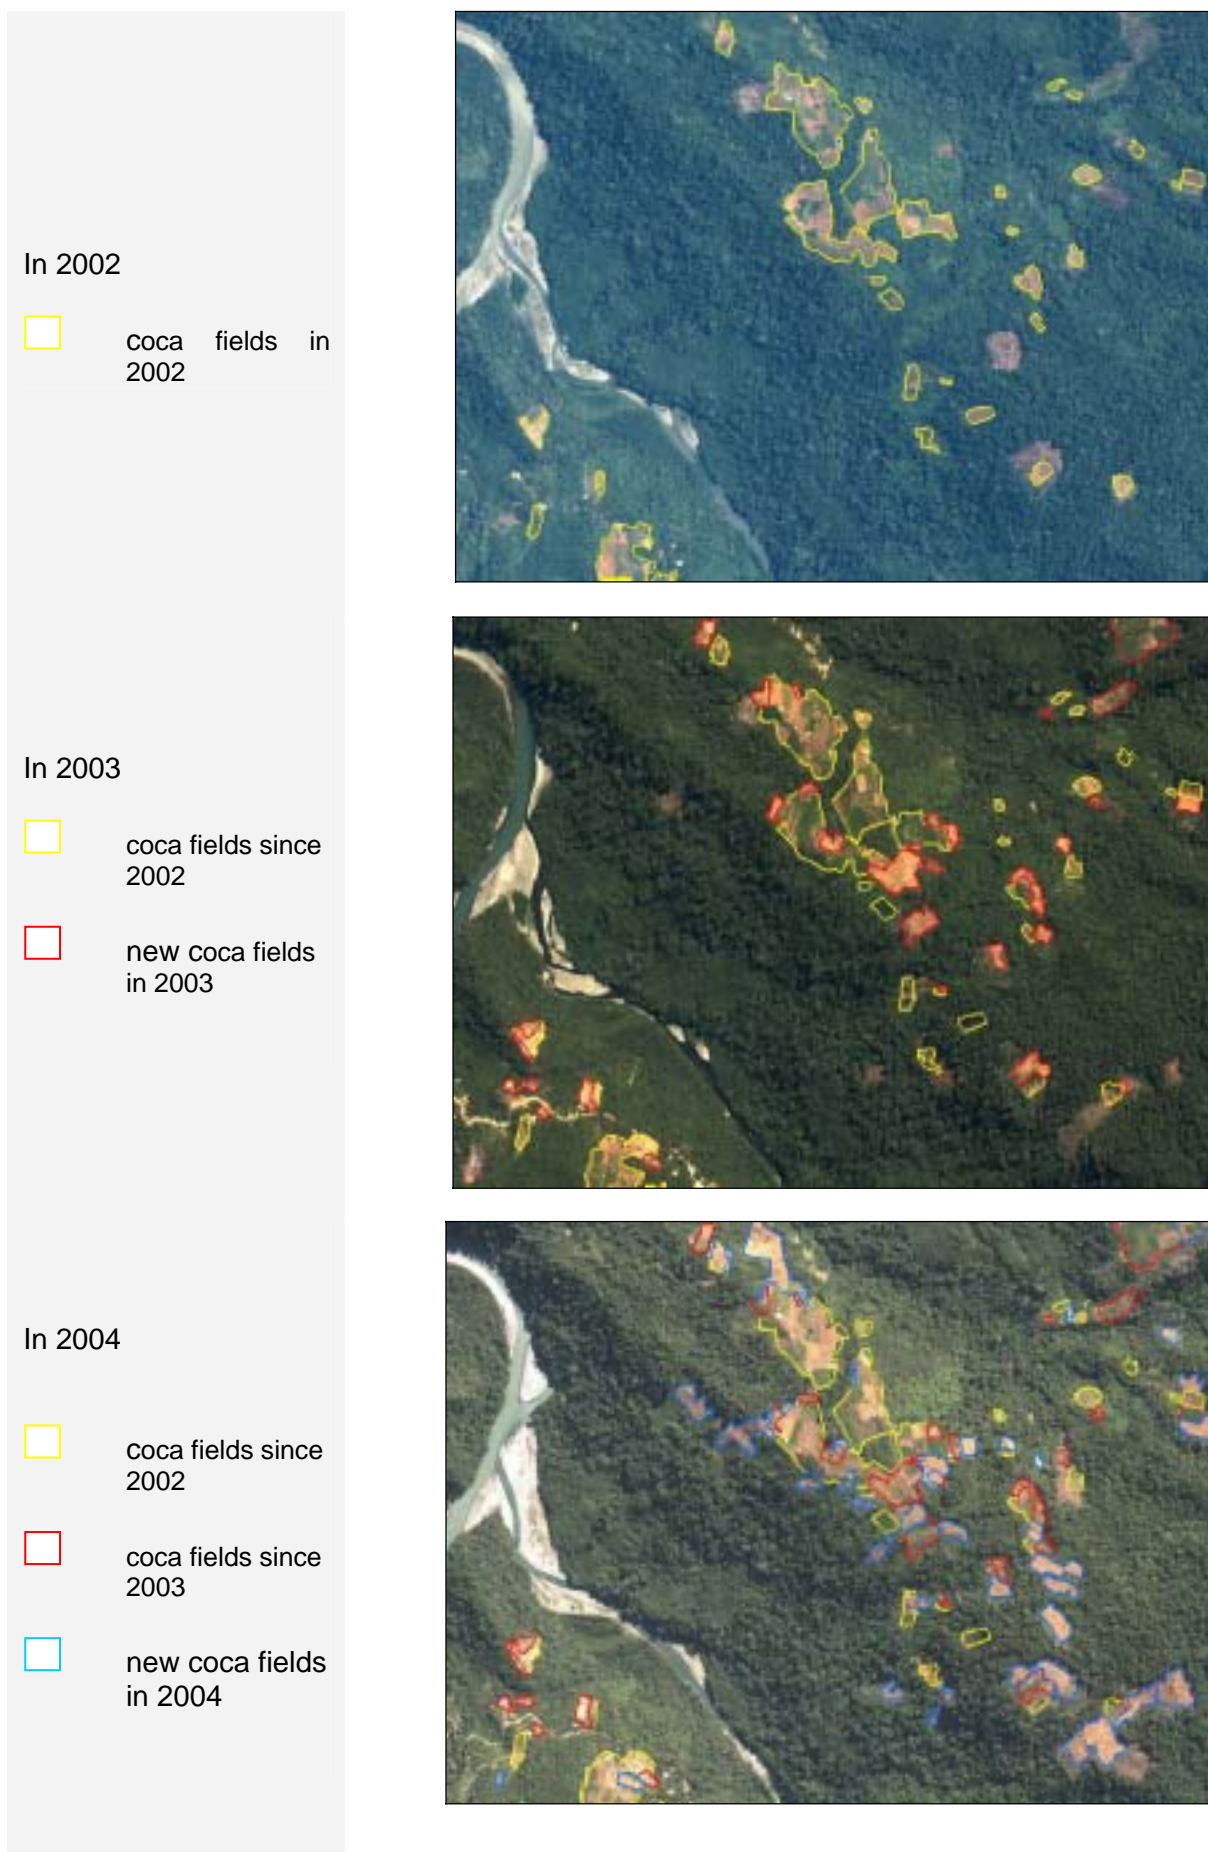 In 2002
coca fields in
2002
In 2003
coca fields since
2002
new coca fields
in 2003
In 2004
coca fields since
2002
coca fields since
2003
new coca fields
in 2004